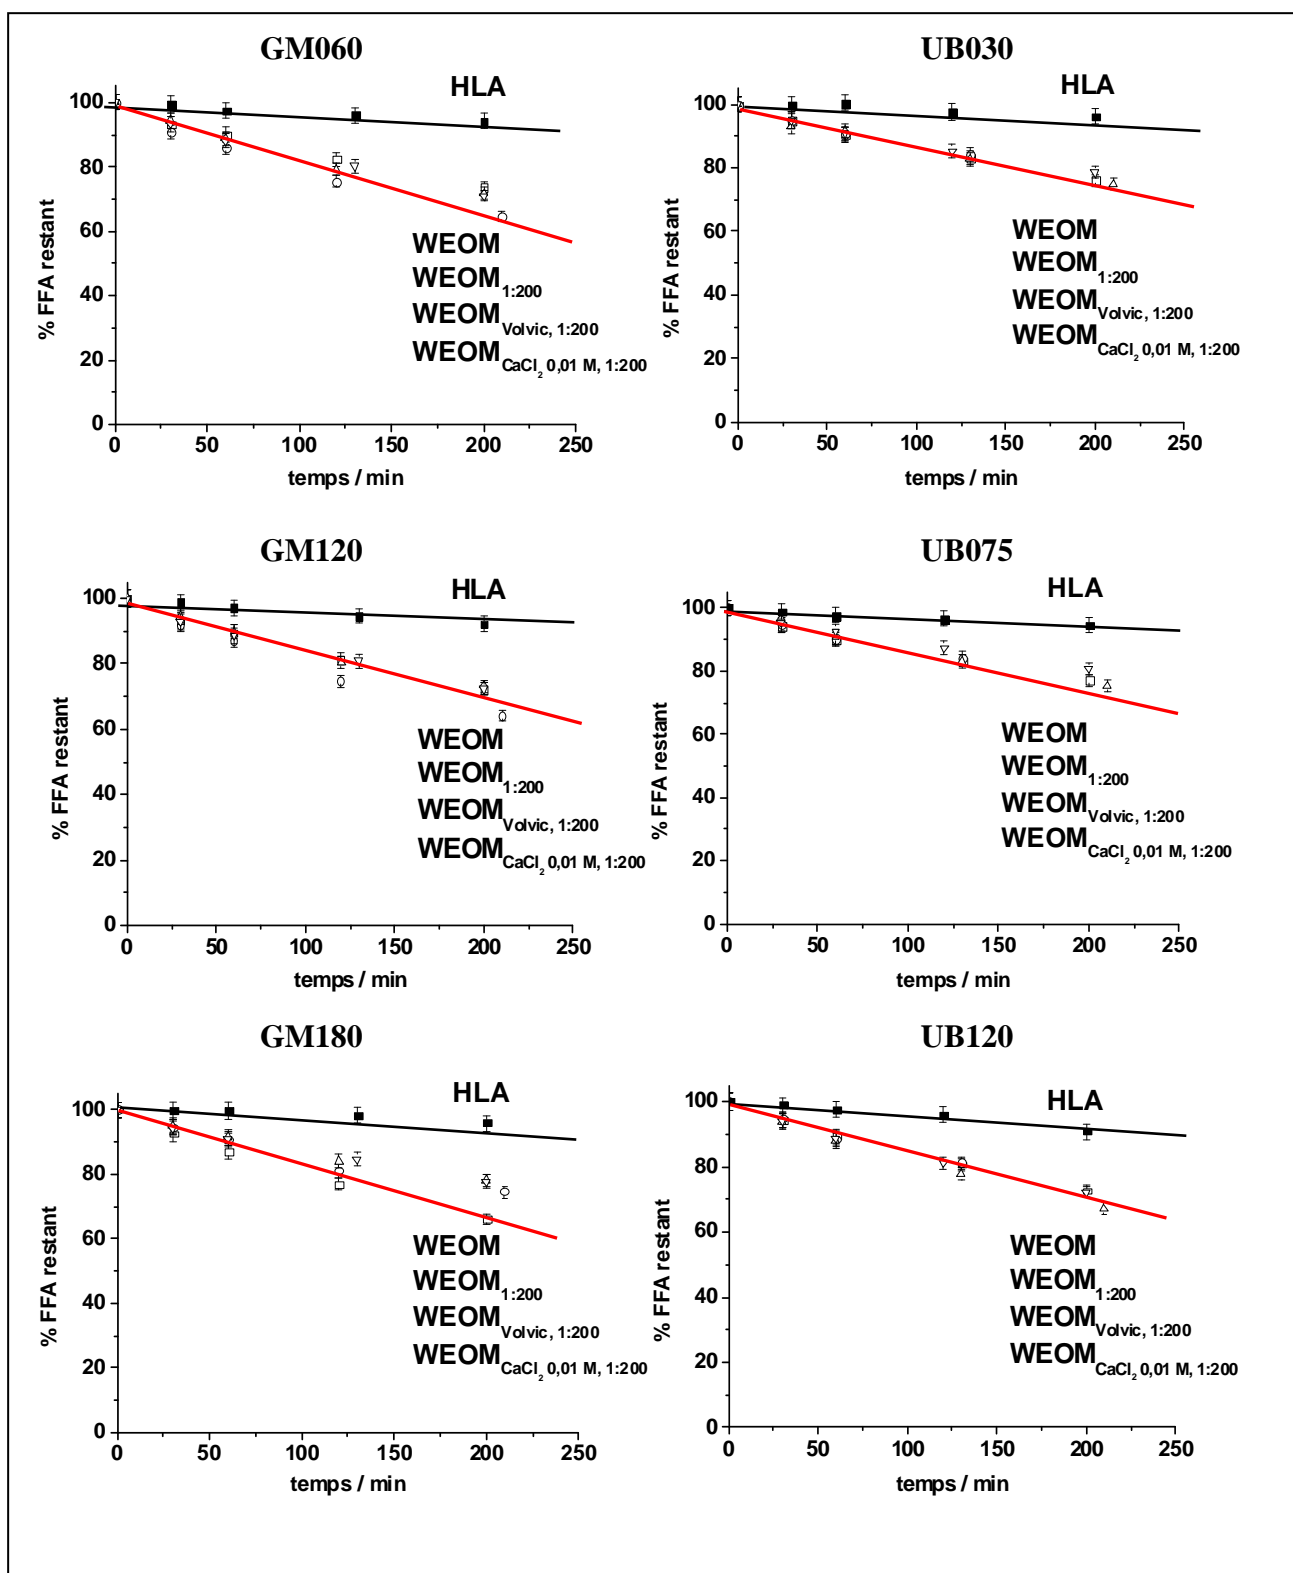 GM060
HLA
% FFA restant
100
80
60
40
20
0
WEOM
WEOM1:200
WEOMVolvic, 1:200
WEOMCaCl2 0,01 M, 1:200
0 50 100 150 200 250
temps / min
UB030
HLA
% FFA restant
100
80
60
40
20
0
WEOM
WEOM1:200
WEOMVolvic, 1:200
WEOMCaCl2 0,01 M, 1:200
0 50 100 150 200 250
temps / min
GM120
HLA
% FFA restant
100
80
60
40
20
0
WEOM
WEOM1:200
WEOMVolvic, 1:200
WEOMCaCl2 0,01 M, 1:200
0 50 100 150 200 250
temps / min
UB075
HLA
% FFA restant
100
80
60
40
20
0
WEOM
WEOM1:200
WEOMVolvic, 1:200
WEOMCaCl2 0,01 M, 1:200
0 50 100 150 200 250
temps / min
GM180
HLA
% FFA restant
100
80
60
40
20
0
WEOM
WEOM1:200
WEOMVolvic, 1:200
WEOMCaCl2 0,01 M, 1:200
0 50 100 150 200 250
temps / min
UB120
HLA
% FFA restant
100
80
60
40
20
0
WEOM
WEOM1:200
WEOMVolvic, 1:200
WEOMCaCl2 0,01 M, 1:200
0 50 100 150 200 250
temps / min